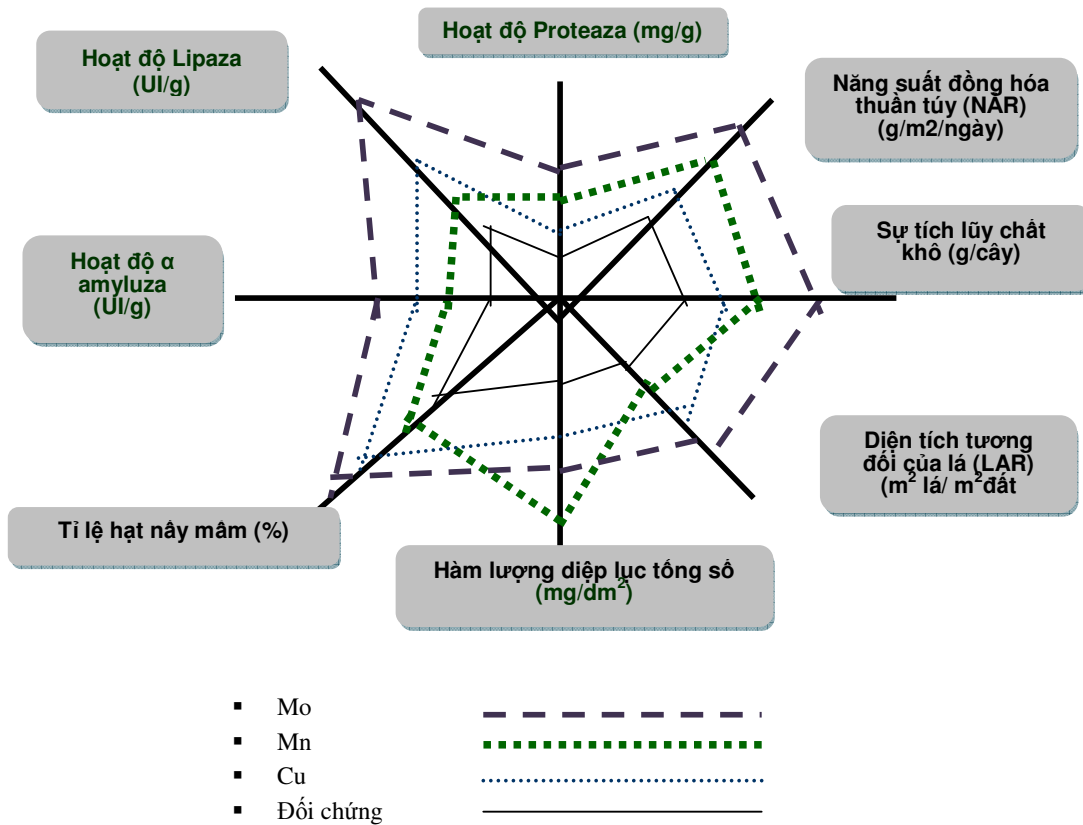 Hoạt độ Proteaza (mg/g)
Hoạt độ Lipaza
(UI/g)
Năng suất đồng hóa
thuần túy (NAR)
(g/m2/ngày)
Sự tích lũy chất
khô (g/cây)
Hoạt độ α
amyluza
(UI/g)
Diện tích tương
đối của lá (LAR)
(m² lá/ m²đất
Tỉ lệ hạt nảy mầm (%)
Hàm lượng diệp lục tổng số
(mg/dm²)
▪ Mo
▪ Mn
▪ Cu
▪ Đối chứng